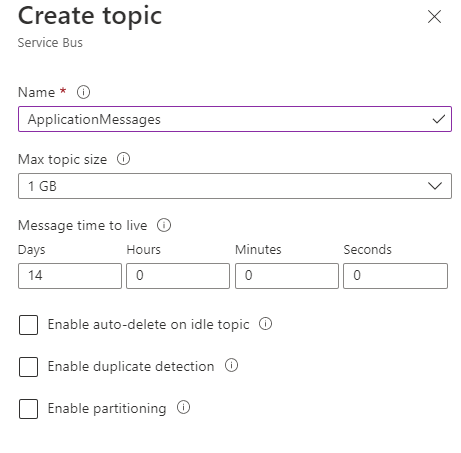 Create topic
Service Bus
Name *
ApplicationMessages
Max topic size
1 GB
Message time to live
Days Hours Minutes Seconds
14 0 0 0
Enable auto-delete on idle topic
Enable duplicate detection
Enable partitioning